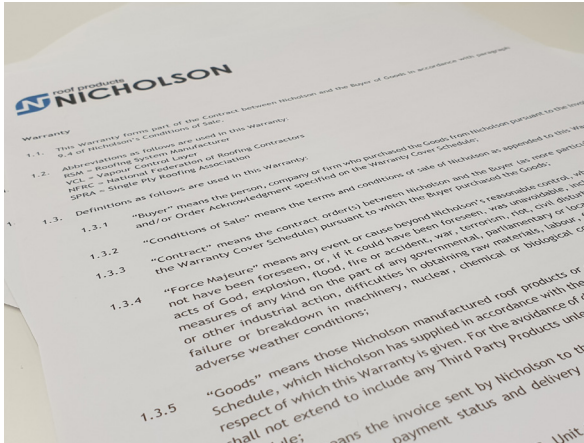 roof products
NICHOLSON
Warranty
1.1. This Warranty forms part of the Contract between Nicholson and the Buyer of Goods in accordance with paragraph
9.4 of Nicholson's Conditions of Sale.
1.2. Abbreviations as follows are used in this Warranty:
RSM = Roofing System Manufacturer
VCL = Vapour Control Layer
NFRC = National Federation of Roofing Contractors
SPRA = Single Ply Roofing Association
1.3. Definitions as follows are used in this Warranty:
1.3.1 "Buyer" means the person, company or firm who purchased the Goods from Nicholson pursuant to the
and/or Order Acknowledgment specified on the Warranty Cover Schedule;
1.3.2 "Conditions of Sale" means the terms and conditions of sale of Nicholson as appended to this
1.3.3 "Contract" means the contract order(s) between Nicholson and the Buyer (as more
the Warranty Cover Schedule) pursuant to which the Buyer purchased the Goods;
1.3.4 "Force Majeure" means any event or cause beyond Nicholson's reasonable control,
not have been foreseen, or, if it could have been foreseen, was unavoidable,
acts of God, explosion, flood, fire or accident, war, terrorism, riot, civil
measures of any kind on the part of any governmental, parliamentary or
or other industrial action, difficulties in obtaining raw materials, labour,
failure or breakdown in machinery, nuclear, chemical or biological
adverse weather conditions;
1.3.5 "Goods" means those Nicholson manufactured roof products or
Schedule, which Nicholson has supplied in accordance with the
respect of which this Warranty is given. For the avoidance of
shall not extend to include any Third Party Products
means the invoice sent by Nicholson to
payment status and delivery
Unit